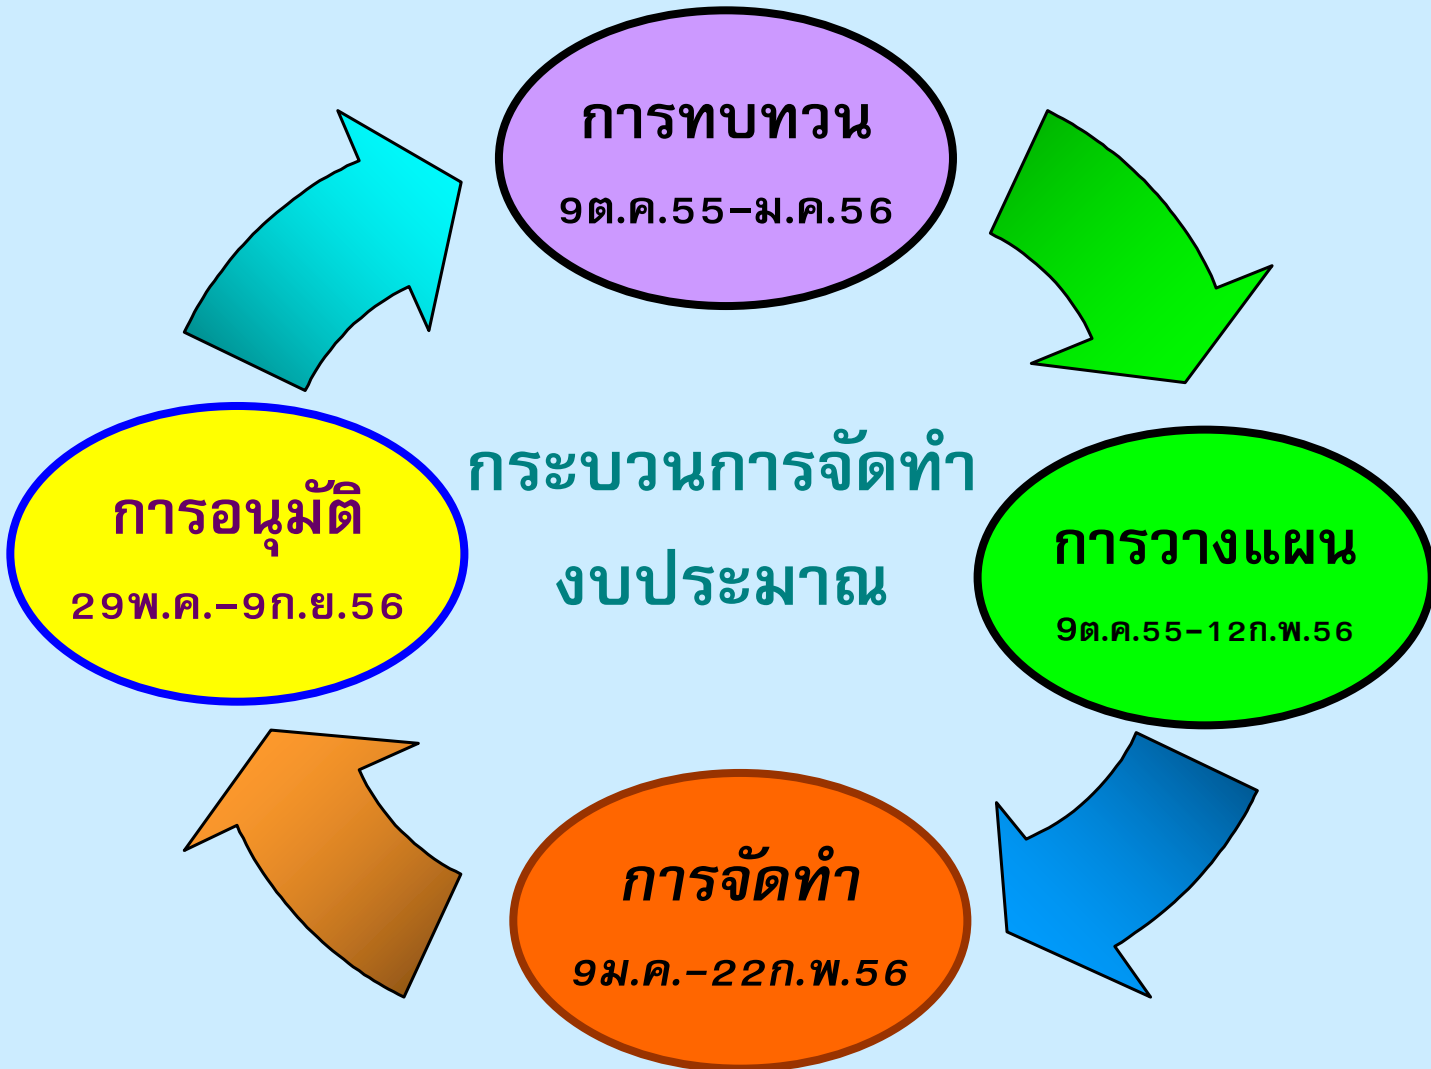 การทบทวน
9ต.ค.55–ม.ค.56
กระบวนการจัดทำ
งบประมาณ
การอนุมัติ
29พ.ค.–9ก.ย.56
การวางแผน
9ต.ค.55–12ก.พ.56
การจัดทำ
9ม.ค.–22ก.พ.56